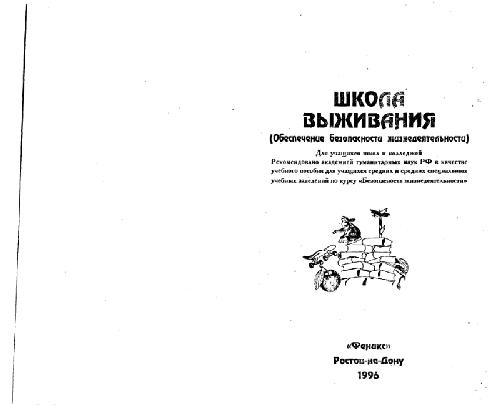 ШКОЛА
ВЫЖИВАНИЯ
(Обеспечение безопасности жизнедеятельности)
Для учащихся школ и колледжей
Рекомендовано академией гуманитарных наук РФ в качестве
учебного пособия для учащихся средних и средних специальных
учебных заведений по курсу «Безопасность жизнедеятельности»
«Феникс»
Ростов-на-Дону
1996